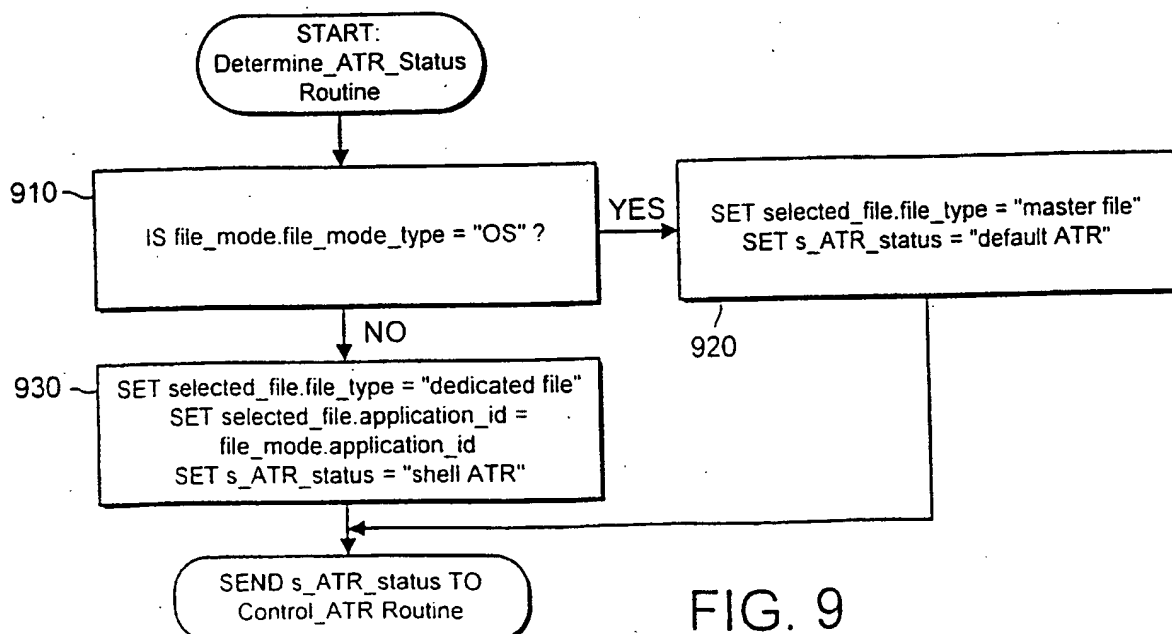 START:
Determine_ATR_Status
Routine
910
IS file_mode.file_mode_type = "OS" ?
YES
SET selected_file.file_type = "master file"
SET s_ATR_status = "default ATR"
920
NO
930
SET selected_file.file_type = "dedicated file"
SET selected_file.application_id =
file_mode.application_id
SET s_ATR_status = "shell ATR"
SEND s_ATR_status TO
Control_ATR Routine
FIG. 9